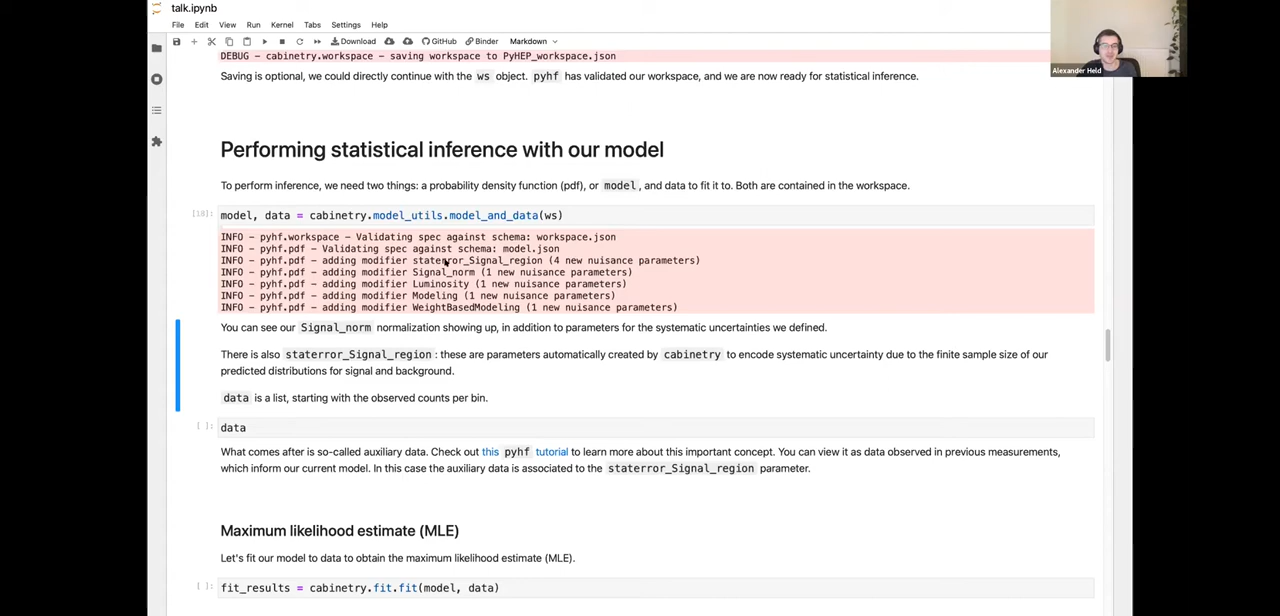 talk.ipynb
File Edit View Run Kernel Tabs Settings Help
Download GitHub Binder Markdown
DEBUG - cabinetry.workspace - saving workspace to PyHEP_workspace.json
Saving is optional, we could directly continue with the ws object. pyhf has validated our workspace, and we are now ready for statistical inference.
Alexander Held
Performing statistical inference with our model
To perform inference, we need two things: a probability density function (pdf), or model, and data to fit it to. Both are contained in the workspace.
[18]: model, data = cabinetry.model_utils.model_and_data(ws)
INFO - pyhf.workspace - Validating spec against schema: workspace.json
INFO - pyhf.pdf - Validating spec against schema: model.json
INFO - pyhf.pdf - adding modifier staterror_Signal_region (4 new nuisance parameters)
INFO - pyhf.pdf - adding modifier Signal_norm (1 new nuisance parameters)
INFO - pyhf.pdf - adding modifier Luminosity (1 new nuisance parameters)
INFO - pyhf.pdf - adding modifier Modeling (1 new nuisance parameters)
INFO - pyhf.pdf - adding modifier WeightBasedModeling (1 new nuisance parameters)
You can see our Signal_norm normalization showing up, in addition to parameters for the systematic uncertainties we defined.
There is also staterror_Signal_region: these are parameters automatically created by cabinetry to encode systematic uncertainty due to the finite sample size of our
predicted distributions for signal and background.
data is a list, starting with the observed counts per bin.
[ ]: data
What comes after is so-called auxiliary data. Check out this pyhf tutorial to learn more about this important concept. You can view it as data observed in previous measurements,
which inform our current model. In this case the auxiliary data is associated to the staterror_Signal_region parameter.
Maximum likelihood estimate (MLE)
Let's fit our model to data to obtain the maximum likelihood estimate (MLE).
[ ]: fit_results = cabinetry.fit.fit(model, data)